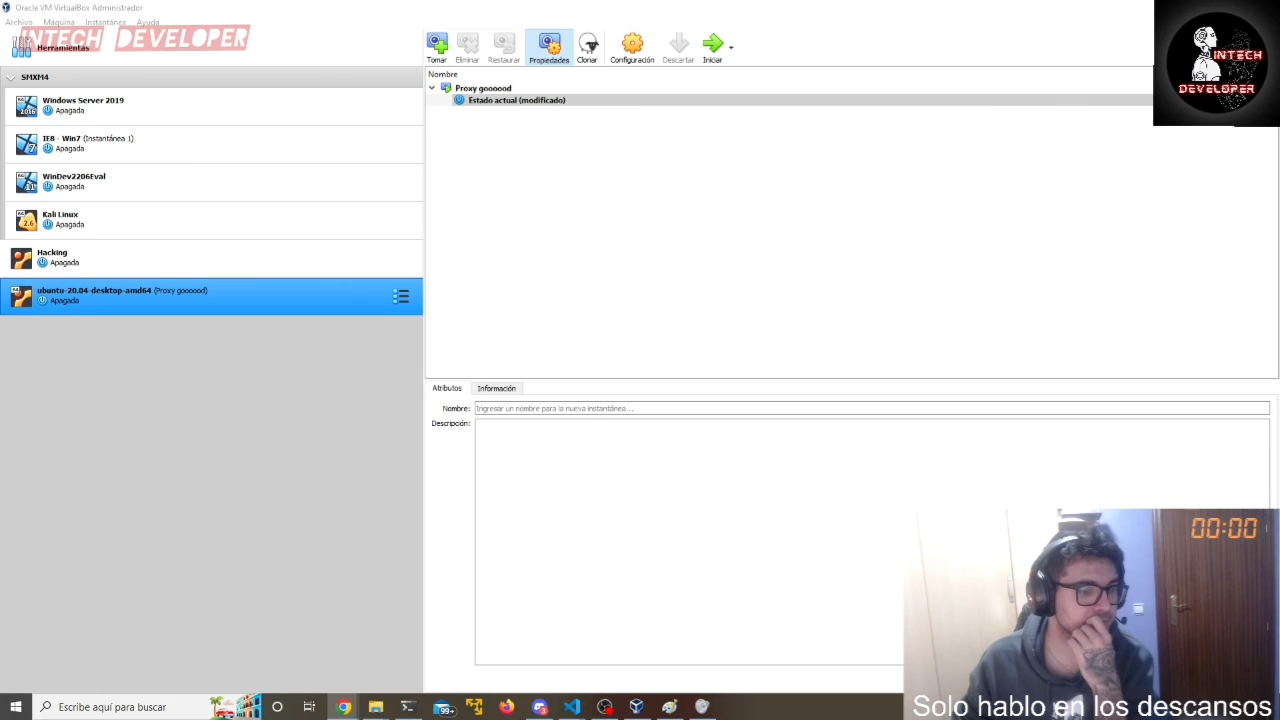 Oracle VM VirtualBox Administrador
Archivo Máquina Instantánea Ayuda
INTECH DEVELOPER
Herramientas
Tomar Eliminar Restaurar Propiedades Clonar Configuración Descartar Iniciar
INTECH
DEVELOPER
SMXM4
Windows Server 2019
Apagada
IE8 - Win7 (Instantánea 1)
Apagada
WinDev2206Eval
Apagada
Kali Linux
Apagada
Hacking
Apagada
ubuntu-20.04-desktop-amd64 (Proxy goooood)
Apagada
Nombre
Proxy goooood
Estado actual (modificado)
Atributos Información
Nombre: Ingresar un nombre para la nueva instantánea...
Descripción:
00:00
Solo hablo en los descansos
Escribe aquí para buscar
99+